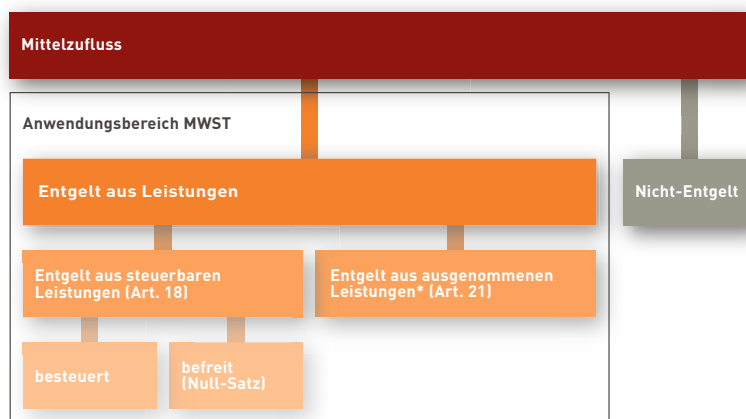 Mittelzufluss
Anwendungsbereich MWST
Entgelt aus Leistungen
Nicht-Entgelt
Entgelt aus steuerbaren
Leistungen (Art. 18)
Entgelt aus ausgenommenen
Leistungen* (Art. 21)
besteuert
befreit
(Null-Satz)